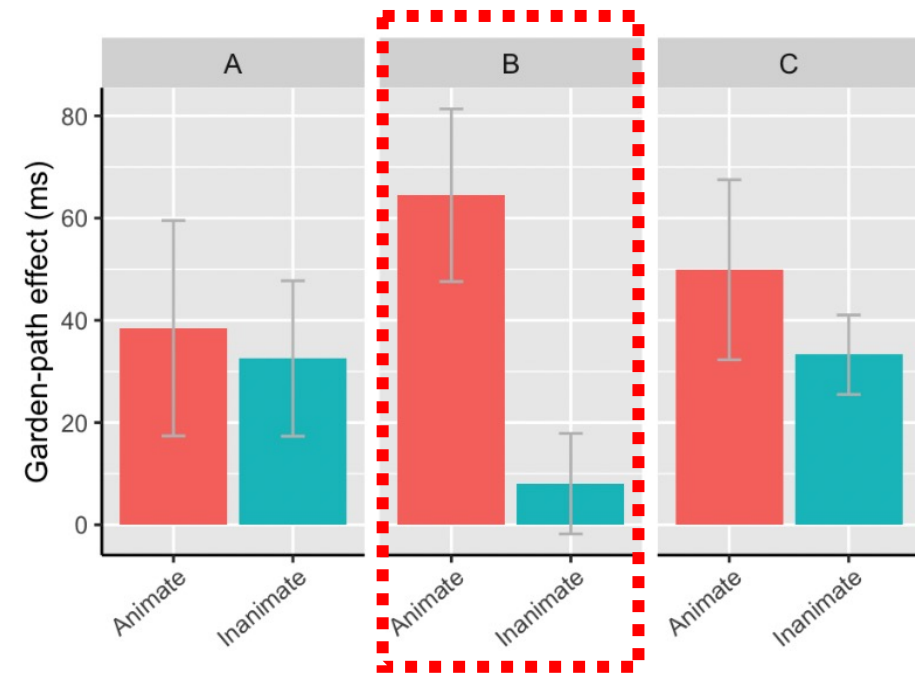 A
B
C
Garden-path effect (ms)
80
60
40
20
0
Animate
Inanimate
Animate
Inanimate
Animate
Inanimate